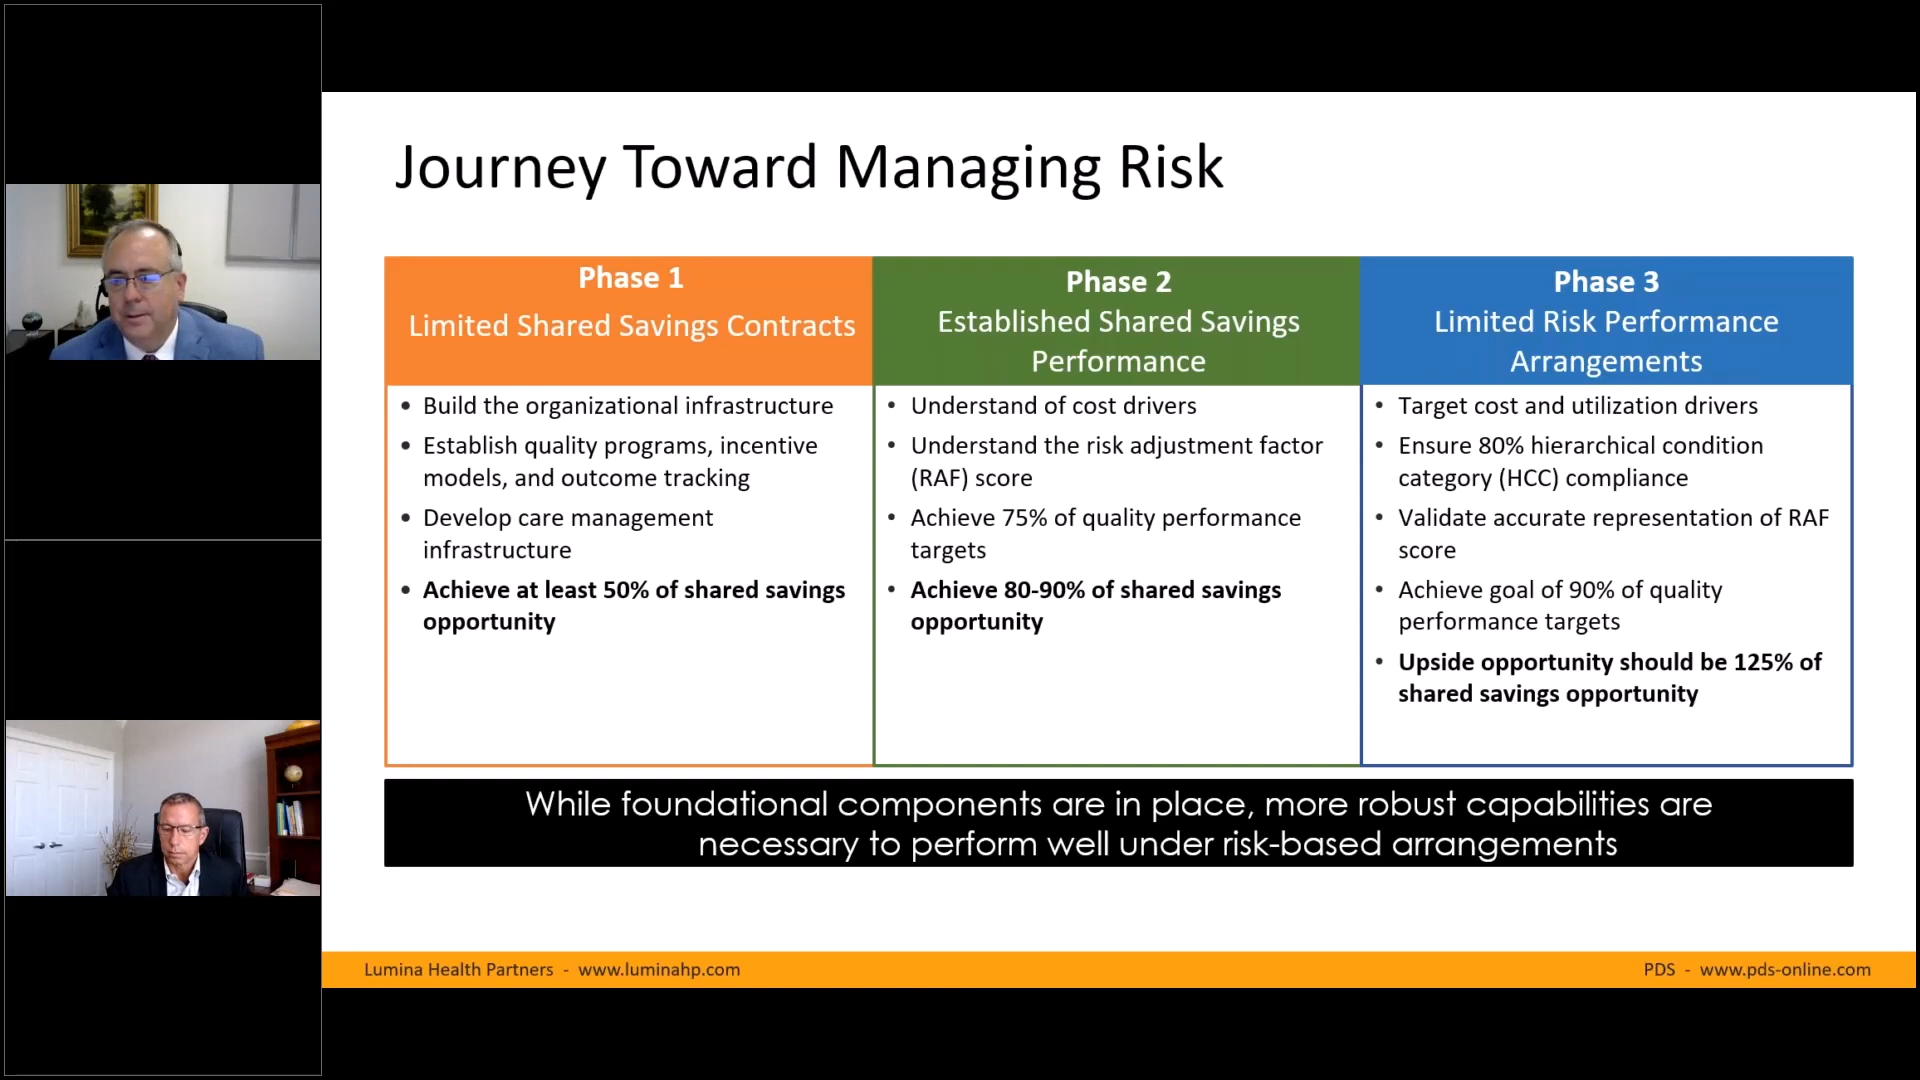 Journey Toward Managing Risk
Phase 1
Limited Shared Savings Contracts
• Build the organizational infrastructure
• Establish quality programs, incentive
models, and outcome tracking
• Develop care management
infrastructure
• Achieve at least 50% of shared savings
opportunity
Phase 2
Established Shared Savings
Performance
• Understand of cost drivers
• Understand the risk adjustment factor
(RAF) score
• Achieve 75% of quality performance
targets
• Achieve 80-90% of shared savings
opportunity
Phase 3
Limited Risk Performance
Arrangements
• Target cost and utilization drivers
• Ensure 80% hierarchical condition
category (HCC) compliance
• Validate accurate representation of RAF
score
• Achieve goal of 90% of quality
performance targets
• Upside opportunity should be 125% of
shared savings opportunity
While foundational components are in place, more robust capabilities are
necessary to perform well under risk-based arrangements
Lumina Health Partners - www.luminahp.com
PDS - www.pds-online.com